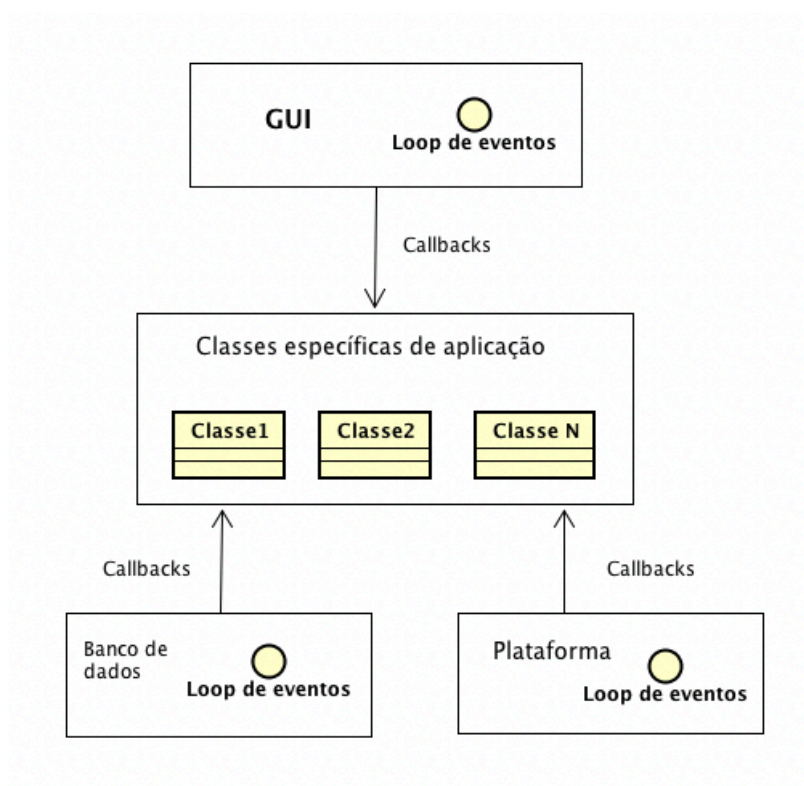 GUI
Loop de eventos
Callbacks
Classes específicas de aplicação
Classe1
Classe2
Classe N
Callbacks
Callbacks
Banco de
dados
Loop de eventos
Plataforma
Loop de eventos